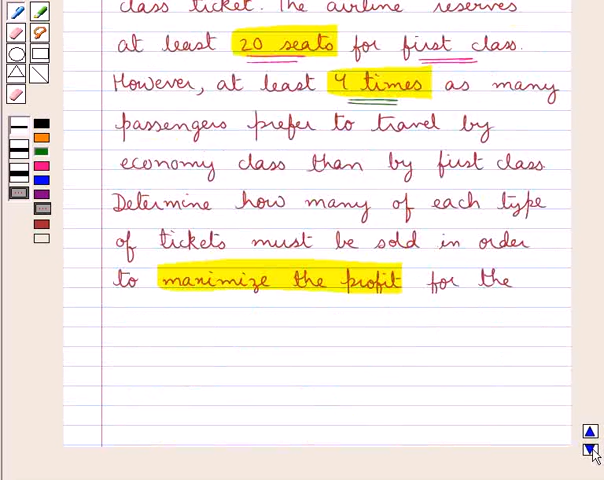 class ticket. The airline reserves
at least 20 seats for first class.
However, at least 4 times as many
passengers prefer to travel by
economy class than by first class.
Determine how many of each type
of tickets must be sold in order
to maximize the profit for the